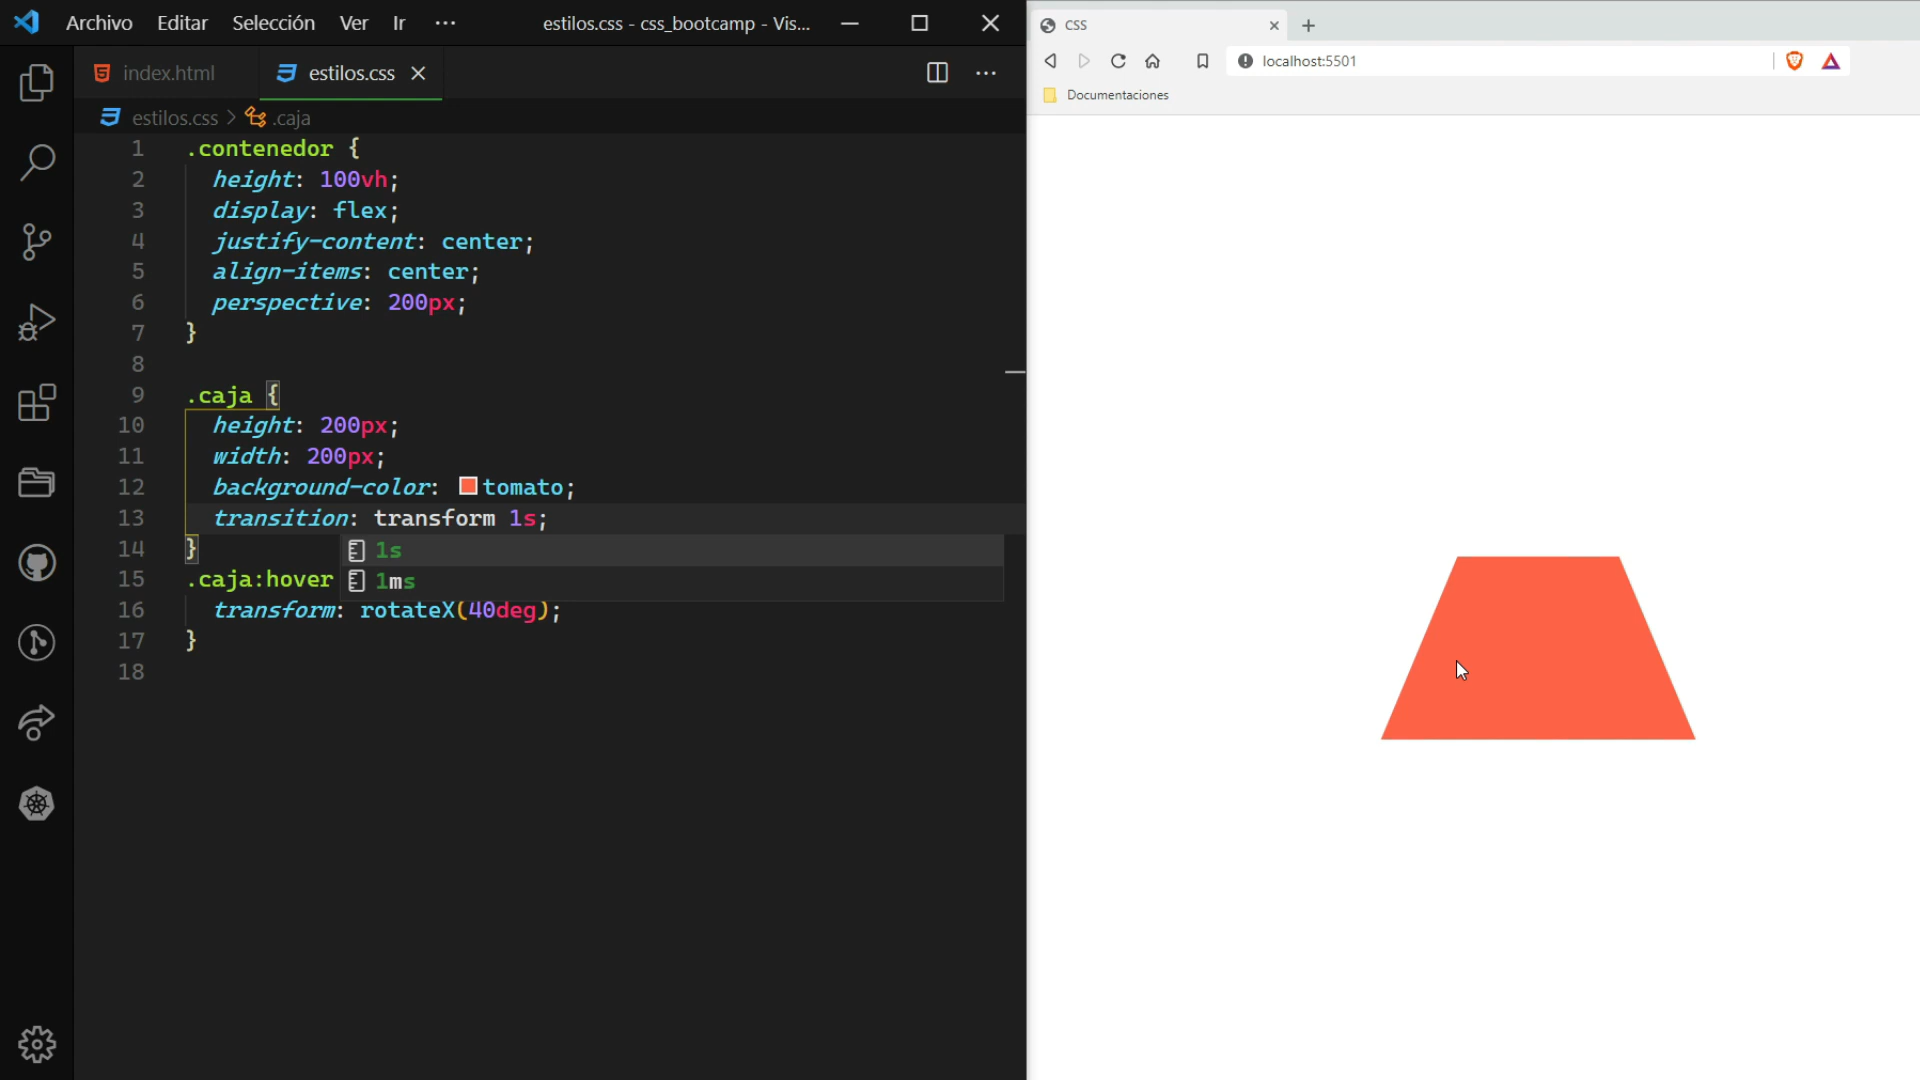 Archivo Editar Selección Ver Ir ··· estilos.css - css_bootcamp - Vis...
index.html estilos.css
estilos.css > .caja
1 .contenedor {
2 height: 100vh;
3 display: flex;
4 justify-content: center;
5 align-items: center;
6 perspective: 200px;
7 }
8
9 .caja {
10 height: 200px;
11 width: 200px;
12 background-color: tomato;
13 transition: transform 1s;
14 }
1s
15 .caja:hover
1ms
16 transform: rotateX(40deg);
17 }
18
CSS
localhost:5501
Documentaciones